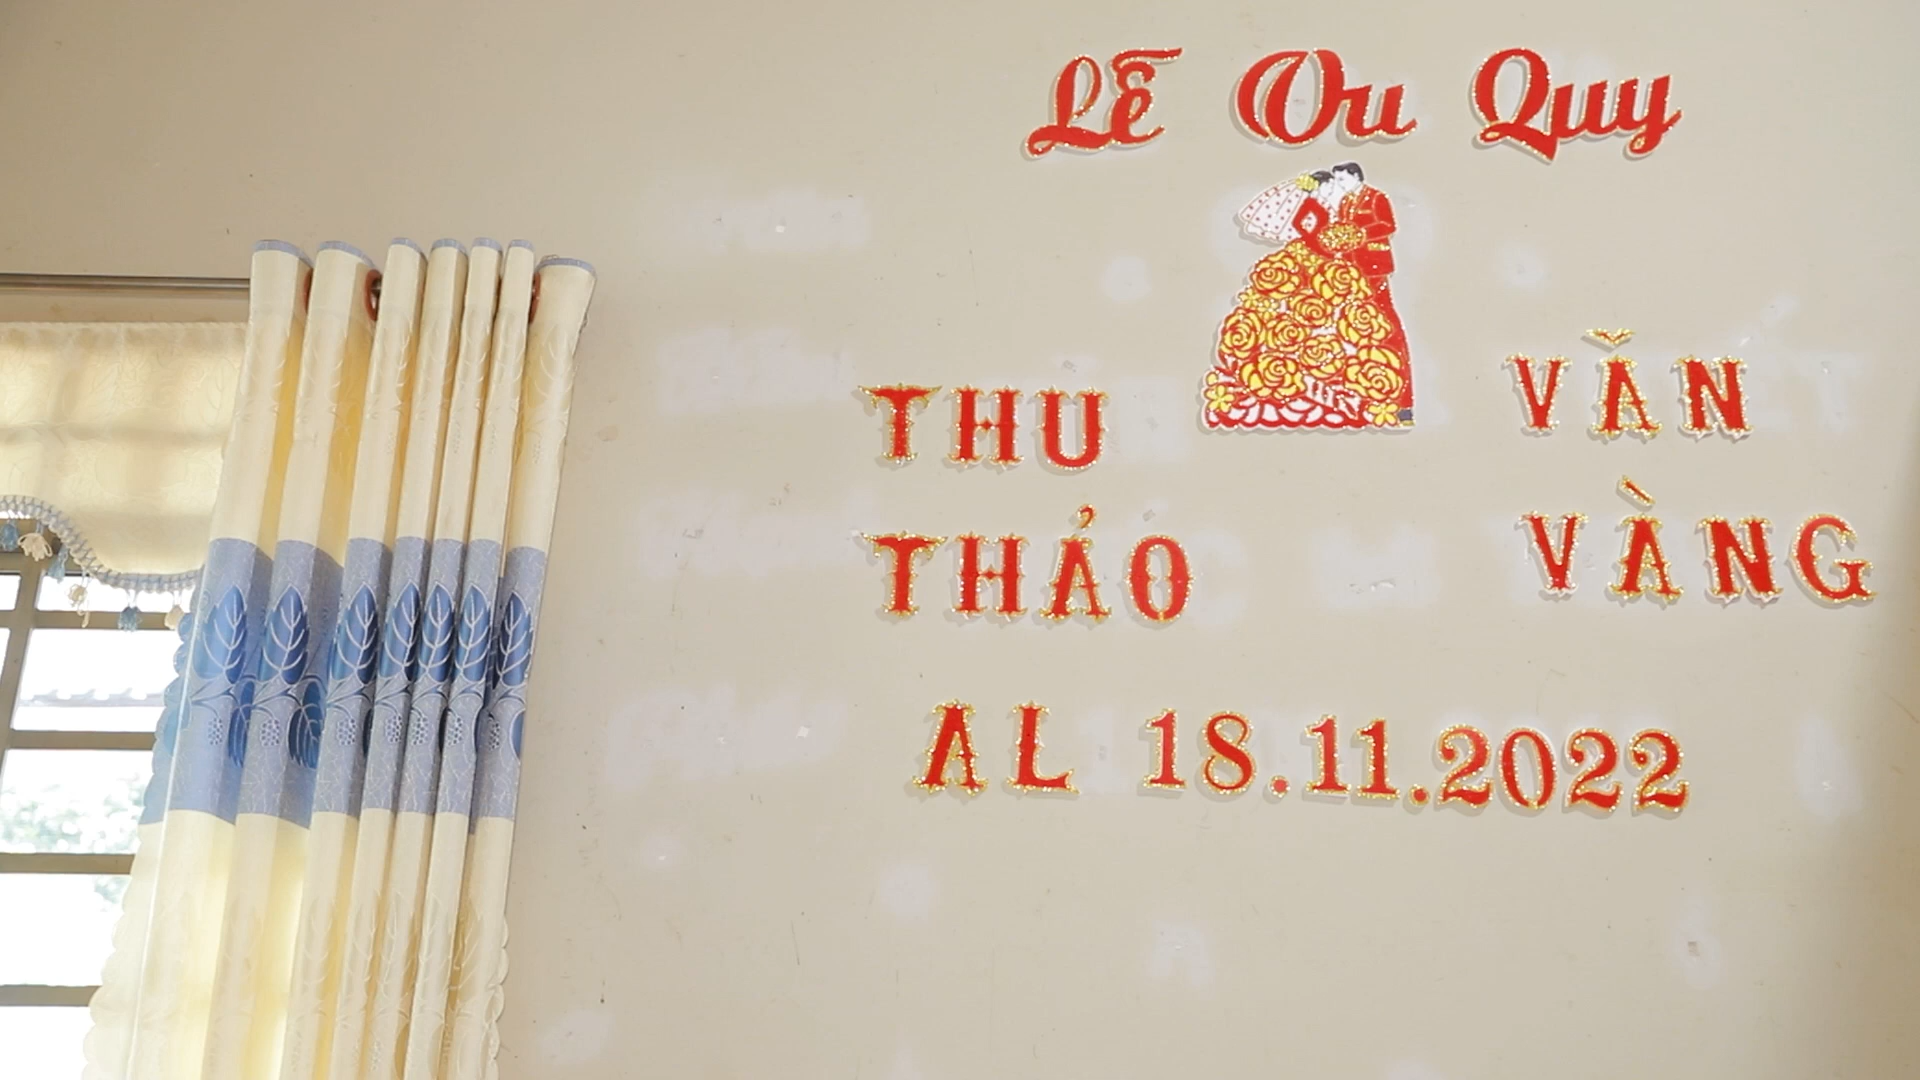 Lễ Vu Quy
THU
THẢO
VĂN
VÀNG
AL 18.11.2022